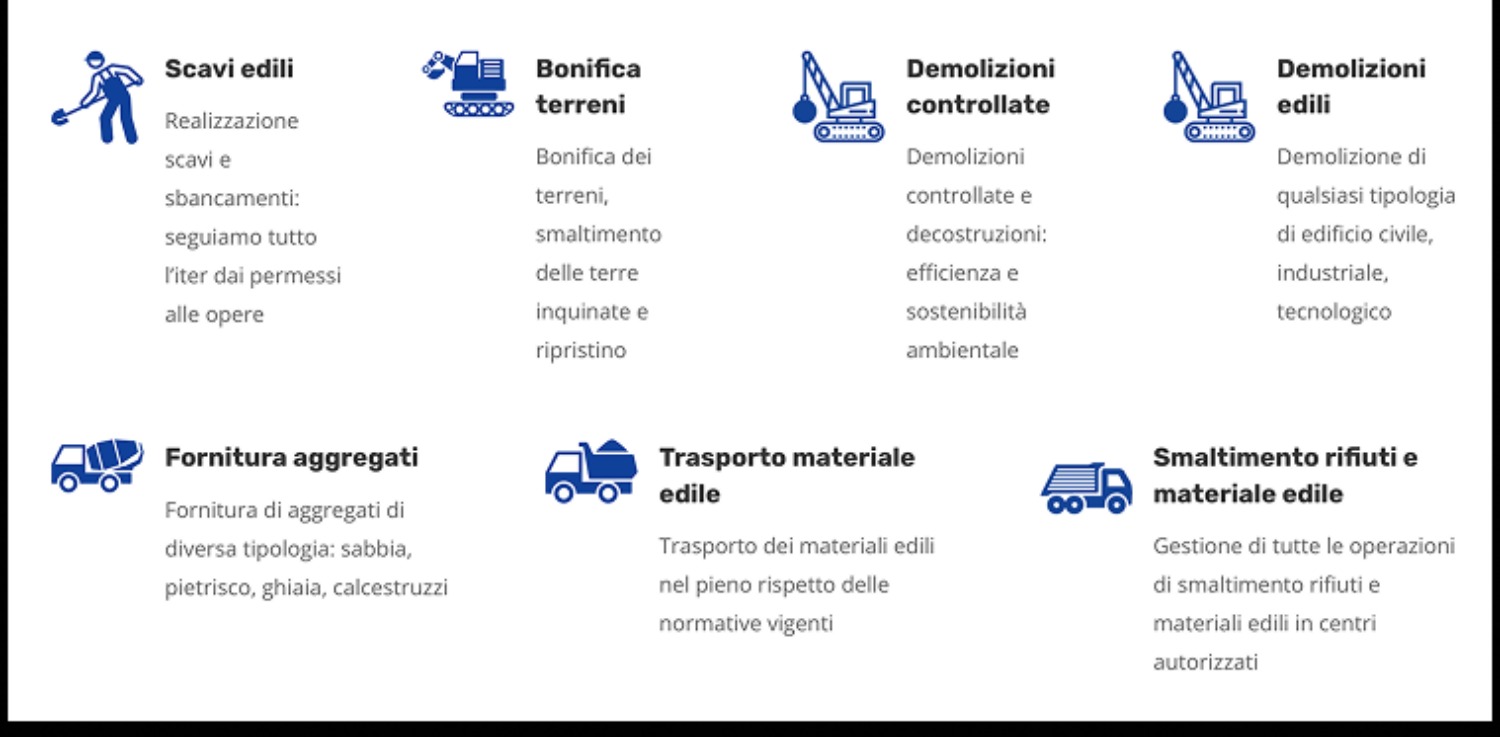 Scavi edili
Realizzazione
scavi e
sbancamenti:
seguiamo tutto
l'iter dai permessi
alle opere
Bonifica
terreni
Bonifica dei
terreni,
smaltimento
delle terre
inquinate e
ripristino
Demolizioni
controllate
Demolizioni
controllate e
decostruzioni:
efficienza e
sostenibilità
ambientale
Demolizioni
edili
Demolizione di
qualsiasi tipologia
di edificio civile,
industriale,
tecnologico
Fornitura aggregati
Fornitura di aggregati di
diversa tipologia: sabbia,
pietrisco, ghiaia, calcestruzzi
Trasporto materiale
edile
Trasporto dei materiali edili
nel pieno rispetto delle
normative vigenti
Smaltimento rifiuti e
materiale edile
Gestione di tutte le operazioni
di smaltimento rifiuti e
materiali edili in centri
autorizzati